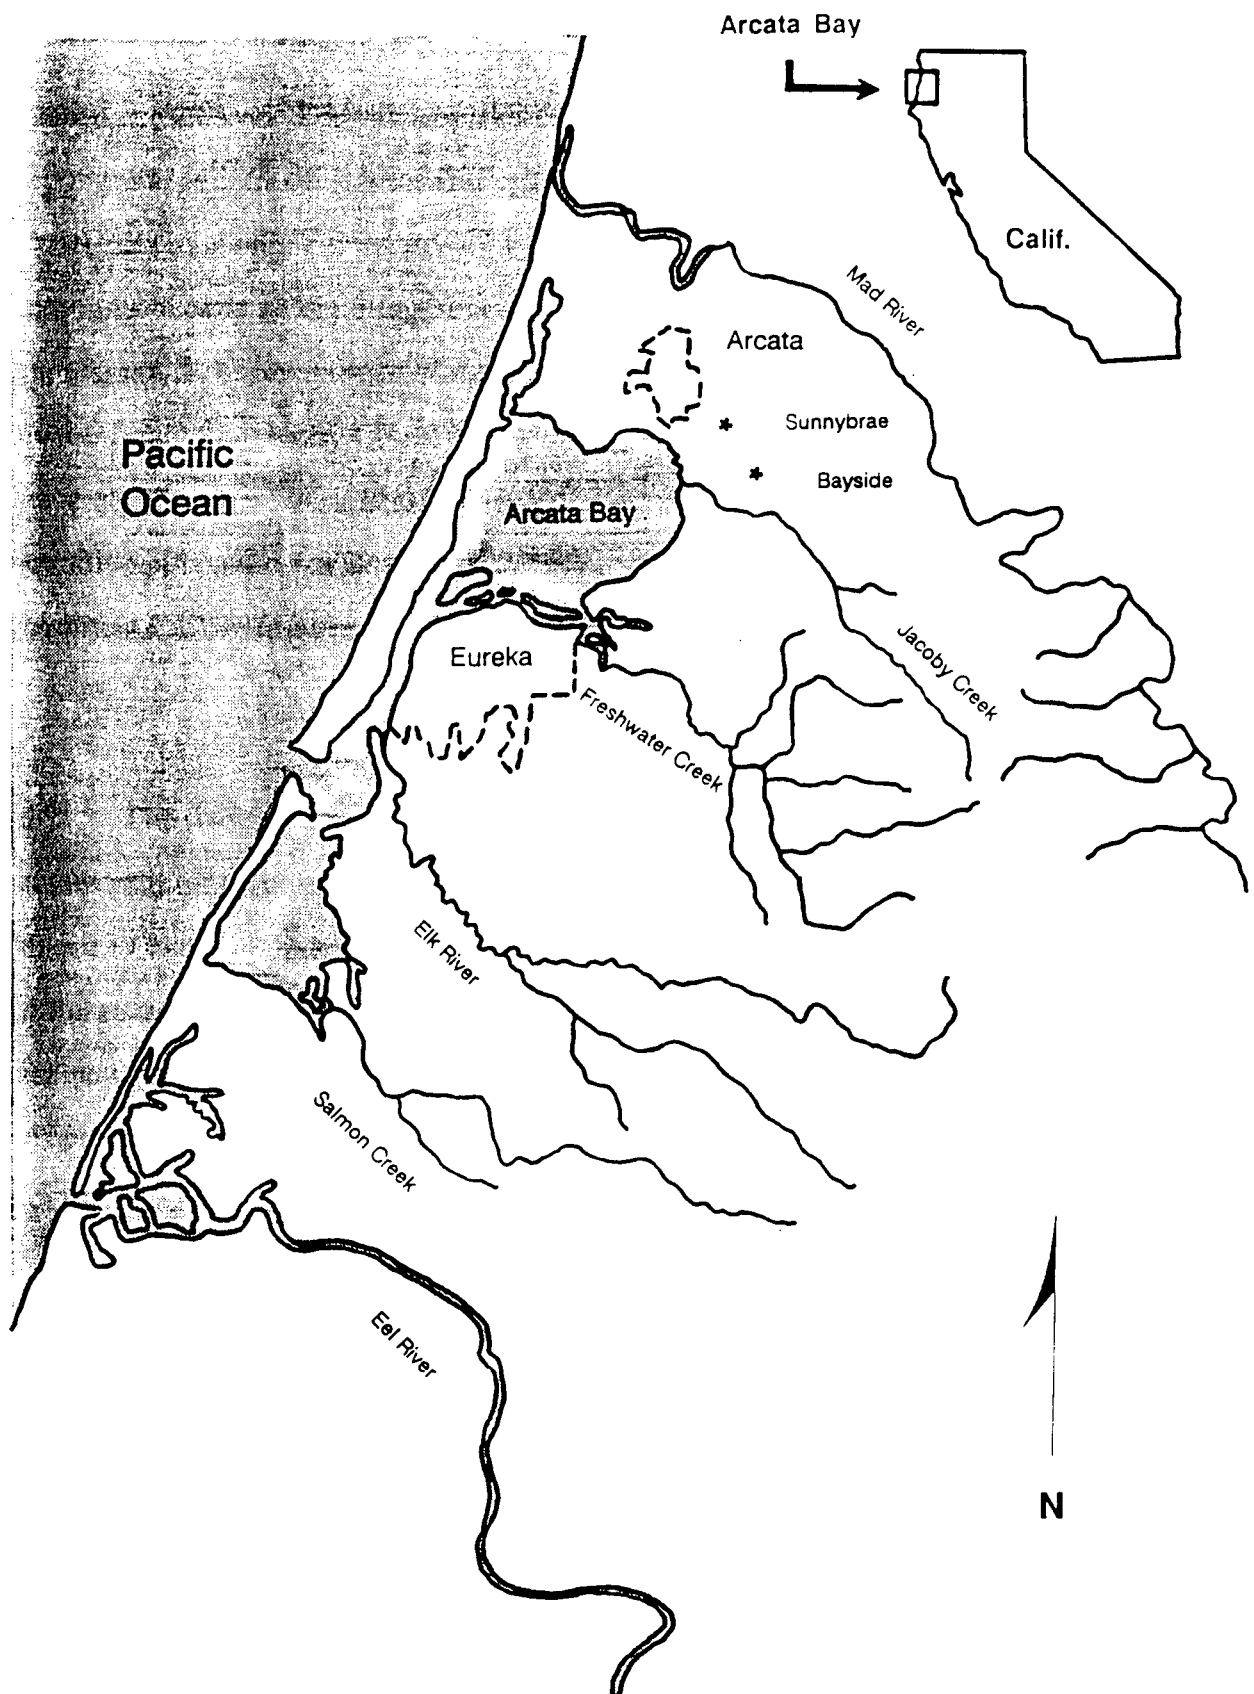 Arcata Bay
Calif.
Mad River
Arcata
Sunnybrae
Pacific
Ocean
Bayside
Arcata Bay
Jacoby Creek
Eureka
Freshwater Creek
Elk River
Salmon Creek
Eel River
N